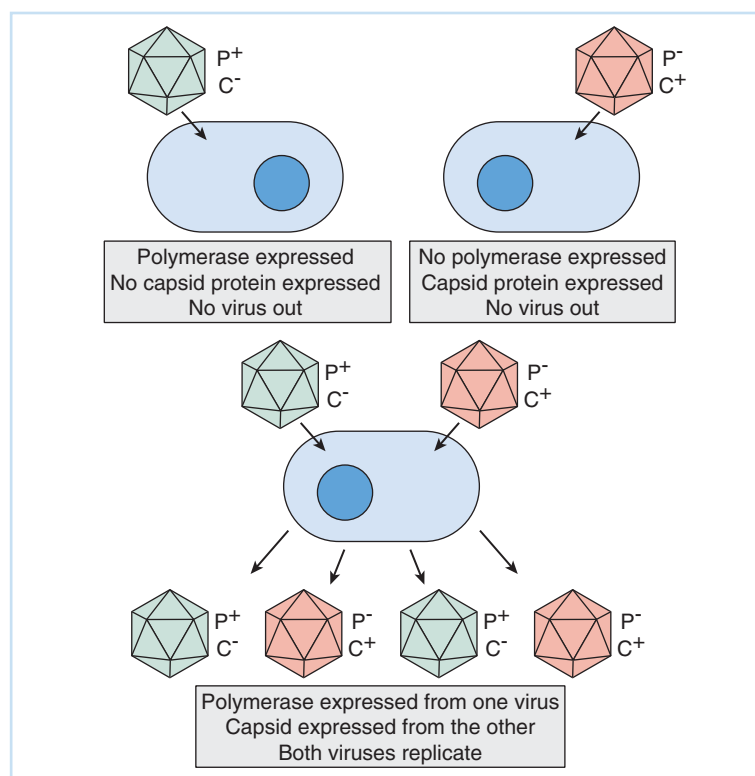 P+
C-
P-
C+
Polymerase expressed
No capsid protein expressed
No virus out
No polymerase expressed
Capsid protein expressed
No virus out
P+
C-
P-
C+
P+
C-
P-
C+
P+
C-
P-
C+
Polymerase expressed from one virus
Capsid expressed from the other
Both viruses replicate